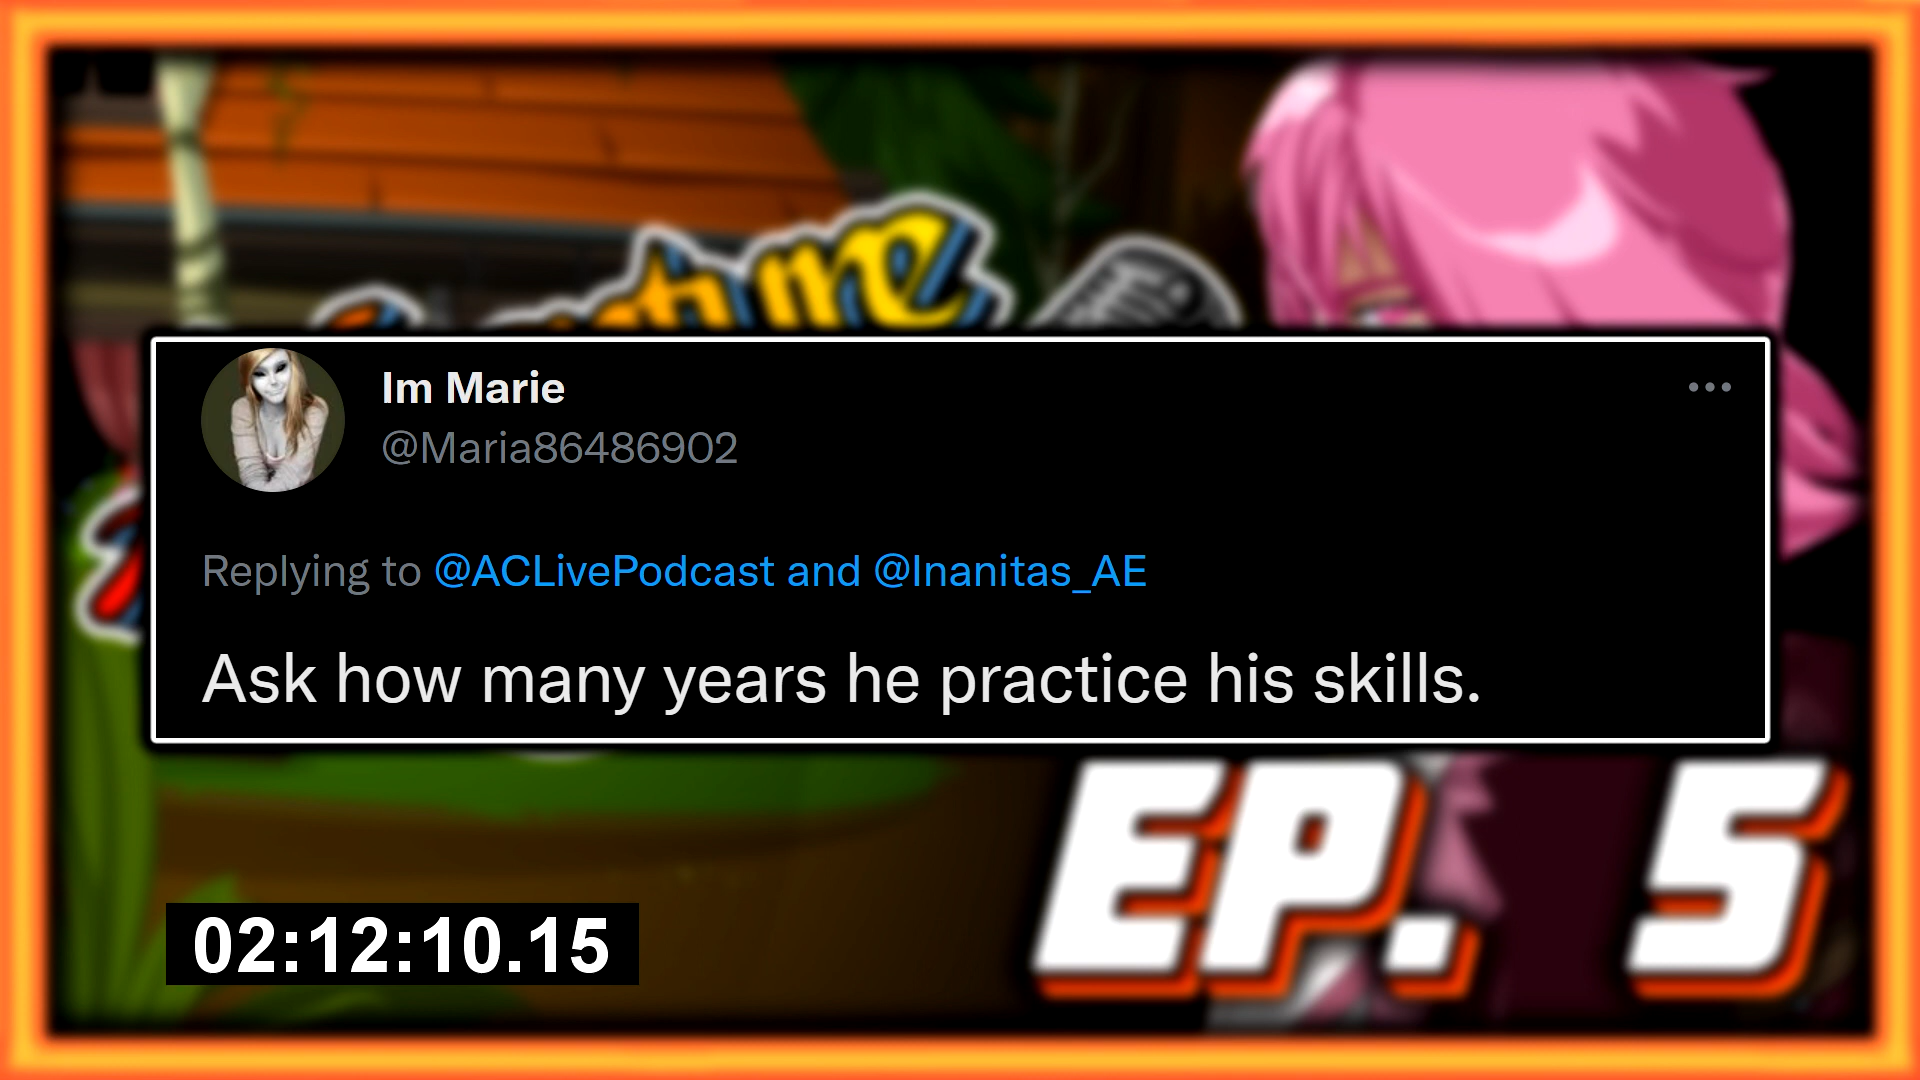 Im Marie
@Maria86486902
Replying to @ACLivePodcast and @Inanitas_AE
Ask how many years he practice his skills.
EP. 5
02:12:10.15